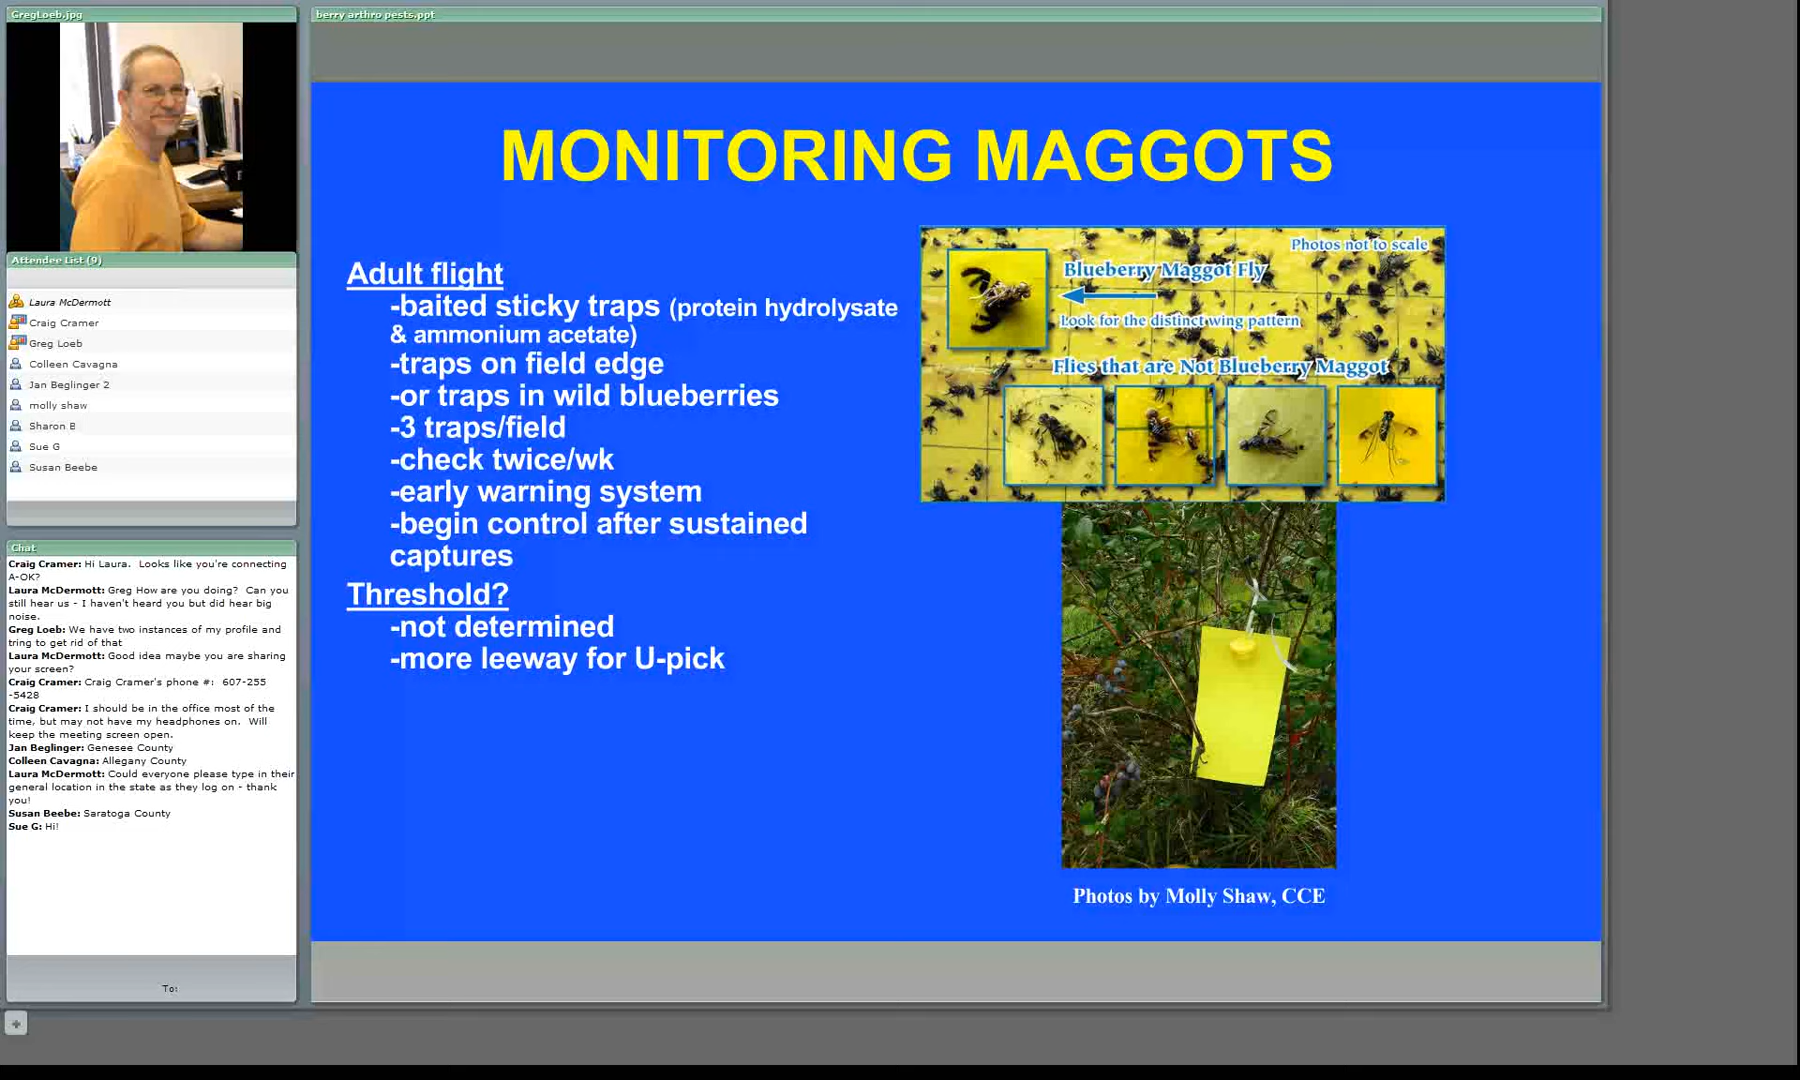 GregLoeb.jpg
Attendee List (9)
Laura McDermott
Craig Cramer
Greg Loeb
Colleen Cavagna
Jan Beglinger 2
molly shaw
Sharon B
Sue G
Susan Beebe
Chat
Craig Cramer: Hi Laura. Looks like you're connecting
A-OK?
Laura McDermott: Greg How are you doing? Can you
still hear us - I haven't heard you but did hear big
noise.
Greg Loeb: We have two instances of my profile and
tring to get rid of that
Laura McDermott: Good idea maybe you are sharing
your screen?
Craig Cramer: Craig Cramer's phone #: 607-255
-5428
Craig Cramer: I should be in the office most of the
time, but may not have my headphones on. Will
keep the meeting screen open.
Jan Beglinger: Genesee County
Colleen Cavagna: Allegany County
Laura McDermott: Could everyone please type in their
general location in the state as they log on - thank
you!
Susan Beebe: Saratoga County
Sue G: Hi!
To:
berry arthro pests.ppt
MONITORING MAGGOTS
Adult flight
-baited sticky traps (protein hydrolysate
& ammonium acetate)
-traps on field edge
-or traps in wild blueberries
-3 traps/field
-check twice/wk
-early warning system
-begin control after sustained
captures
Threshold?
-not determined
-more leeway for U-pick
Photos not to scale
Blueberry Maggot Fly
Look for the distinct wing pattern
Flies that are Not Blueberry Maggot
Photos by Molly Shaw, CCE